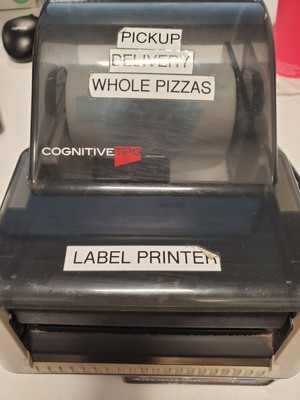 PICKUP
DELIVERY
WHOLE PIZZAS
COGNITIVETPG
LABEL PRINTER